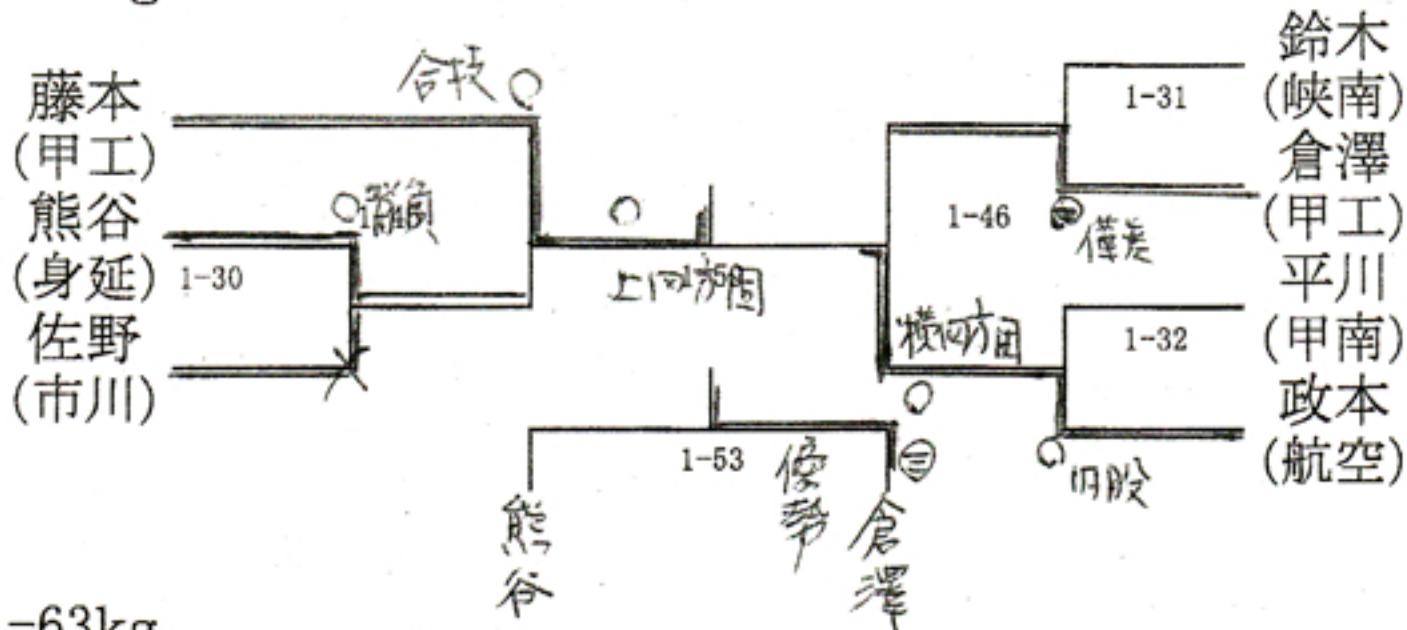 藤本
(甲工)
熊谷
(身延)
佐野
(市川)
合技
1-30
上四方固
鈴木
(峡南)
倉澤
(甲工)
平川
(甲南)
政本
(航空)
1-31
1-46
僅差
横四方固
1-32
内股
1-53
優勢
熊谷
倉澤
-63kg